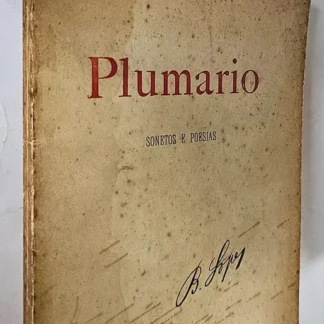 Plumario
SONETOS E POESIAS
B. Lopes